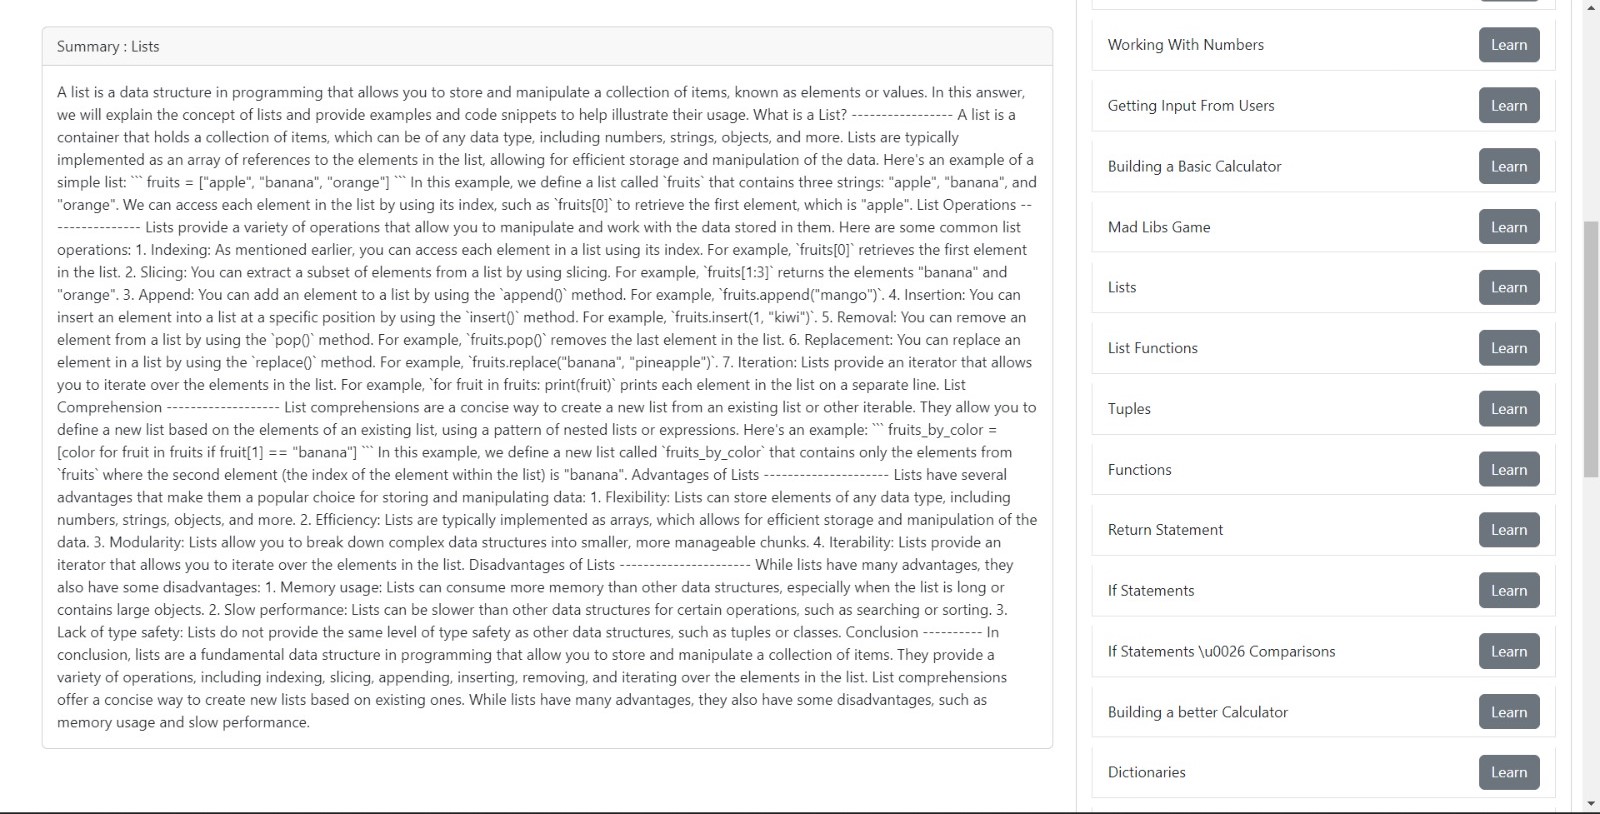 Summary : Lists
A list is a data structure in programming that allows you to store and manipulate a collection of items, known as elements or values. In this answer,
we will explain the concept of lists and provide examples and code snippets to help illustrate their usage. What is a List? ----------------- A list is a
container that holds a collection of items, which can be of any data type, including numbers, strings, objects, and more. Lists are typically
implemented as an array of references to the elements in the list, allowing for efficient storage and manipulation of the data. Here's an example of a
simple list: ``` fruits = ["apple", "banana", "orange"] ``` In this example, we define a list called `fruits` that contains three strings: "apple", "banana", and
"orange". We can access each element in the list by using its index, such as `fruits[0]` to retrieve the first element, which is "apple". List Operations --
--------------- Lists provide a variety of operations that allow you to manipulate and work with the data stored in them. Here are some common list
operations: 1. Indexing: As mentioned earlier, you can access each element in a list using its index. For example, `fruits[0]` retrieves the first element
in the list. 2. Slicing: You can extract a subset of elements from a list by using slicing. For example, `fruits[1:3]` returns the elements "banana" and
"orange". 3. Append: You can add an element to a list by using the `append()` method. For example, `fruits.append("mango")`. 4. Insertion: You can
insert an element into a list at a specific position by using the `insert()` method. For example, `fruits.insert(1, "kiwi")`. 5. Removal: You can remove an
element from a list by using the `pop()` method. For example, `fruits.pop()` removes the last element in the list. 6. Replacement: You can replace an
element in a list by using the `replace()` method. For example, `fruits.replace("banana", "pineapple")`. 7. Iteration: Lists provide an iterator that allows
you to iterate over the elements in the list. For example, `for fruit in fruits: print(fruit)` prints each element in the list on a separate line. List
Comprehension ------------------- List comprehensions are a concise way to create a new list from an existing list or other iterable. They allow you to
define a new list based on the elements of an existing list, using a pattern of nested lists or expressions. Here's an example: ``` fruits_by_color =
[color for fruit in fruits if fruit[1] == "banana"] ``` In this example, we define a new list called `fruits_by_color` that contains only the elements from
`fruits` where the second element (the index of the element within the list) is "banana". Advantages of Lists --------------------- Lists have several
advantages that make them a popular choice for storing and manipulating data: 1. Flexibility: Lists can store elements of any data type, including
numbers, strings, objects, and more. 2. Efficiency: Lists are typically implemented as arrays, which allows for efficient storage and manipulation of the
data. 3. Modularity: Lists allow you to break down complex data structures into smaller, more manageable chunks. 4. Iterability: Lists provide an
iterator that allows you to iterate over the elements in the list. Disadvantages of Lists ---------------------- While lists have many advantages, they
also have some disadvantages: 1. Memory usage: Lists can consume more memory than other data structures, especially when the list is long or
contains large objects. 2. Slow performance: Lists can be slower than other data structures for certain operations, such as searching or sorting. 3.
Lack of type safety: Lists do not provide the same level of type safety as other data structures, such as tuples or classes. Conclusion ---------- In
conclusion, lists are a fundamental data structure in programming that allow you to store and manipulate a collection of items. They provide a
variety of operations, including indexing, slicing, appending, inserting, removing, and iterating over the elements in the list. List comprehensions
offer a concise way to create new lists based on existing ones. While lists have many advantages, they also have some disadvantages, such as
memory usage and slow performance.
Working With Numbers Learn
Getting Input From Users Learn
Building a Basic Calculator Learn
Mad Libs Game Learn
Lists Learn
List Functions Learn
Tuples Learn
Functions Learn
Return Statement Learn
If Statements Learn
If Statements \u0026 Comparisons Learn
Building a better Calculator Learn
Dictionaries Learn